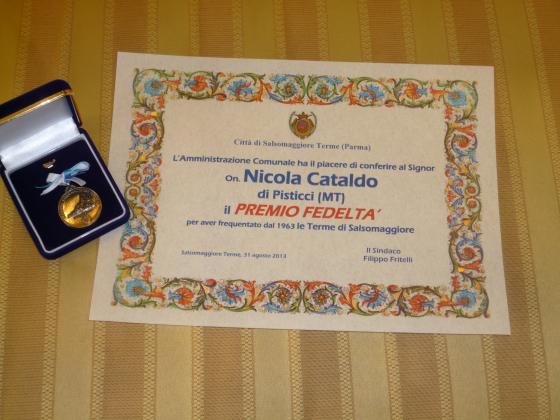 Città di Salsomaggiore Terme (Parma)
L'Amministrazione Comunale ha il piacere di conferire al Signor
On. Nicola Cataldo
di Pisticci (MT)
il PREMIO FEDELTA'
per aver frequentato dal 1963 le Terme di Salsomaggiore
Salsomaggiore Terme, 31 agosto 2013
Il Sindaco
Filippo Fritelli